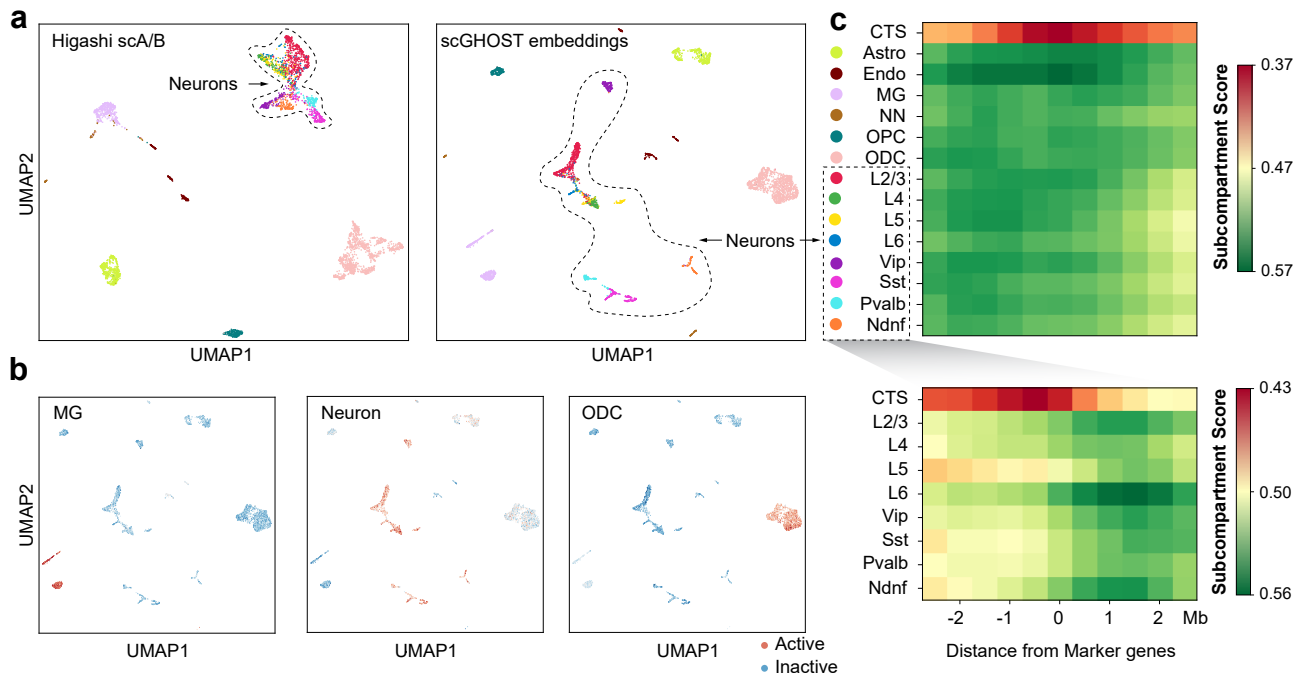 a
Higashi scA/B
Neurons
UMAP2
UMAP1
scGHOST embeddings
Neurons
UMAP1
c
CTS
Astro
Endo
MG
NN
OPC
ODC
L2/3
L4
L5
L6
Vip
Sst
Pvalb
Ndnf
Subcompartment Score
0.37
0.47
0.57
b
MG
UMAP2
UMAP1
Neuron
UMAP1
ODC
UMAP1
Active
Inactive
CTS
L2/3
L4
L5
L6
Vip
Sst
Pvalb
Ndnf
-2 -1 0 1 2 Mb
Distance from Marker genes
Subcompartment Score
0.43
0.50
0.56